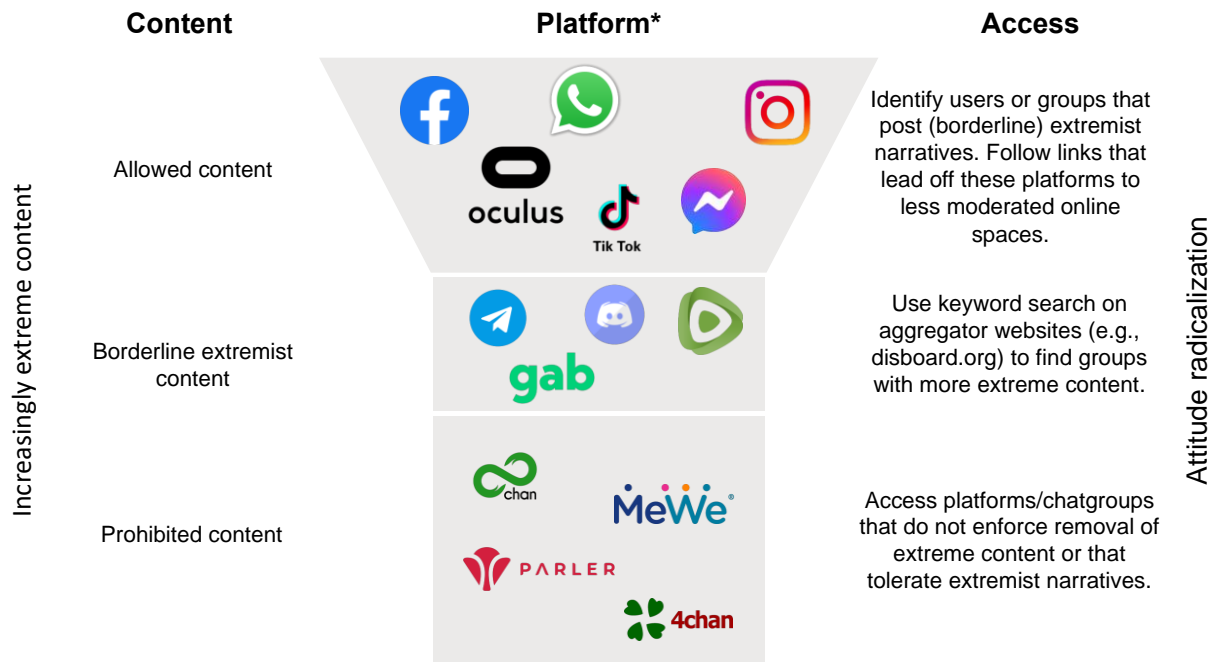 Content
Platform*
Access
Increasingly extreme content
Allowed content
oculus
Tik Tok
Identify users or groups that
post (borderline) extremist
narratives. Follow links that
lead off these platforms to
less moderated online
spaces.
Attitude radicalization
Borderline extremist
content
gab
Use keyword search on
aggregator websites (e.g.,
disboard.org) to find groups
with more extreme content.
Prohibited content
chan
MeWe®
PARLER
4chan
Access platforms/chatgroups
that do not enforce removal of
extreme content or that
tolerate extremist narratives.